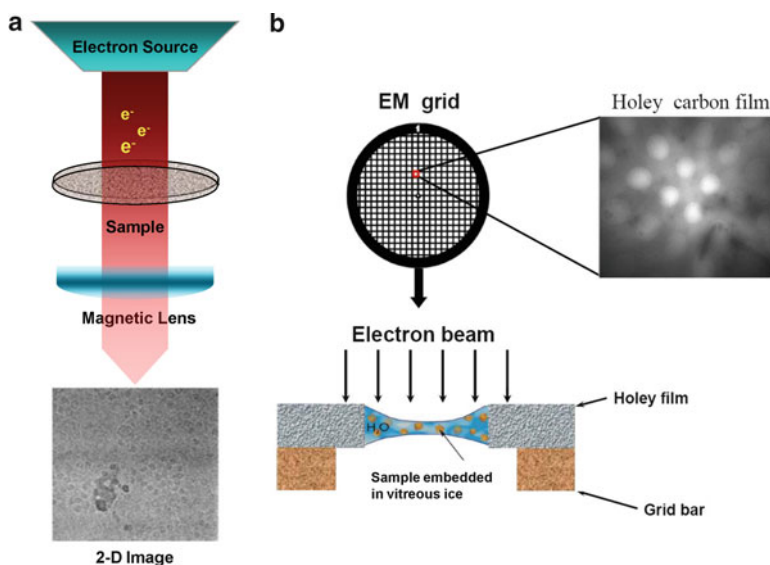 a
Electron Source
e-
e-
e-
Sample
Magnetic Lens
2-D Image
b
EM grid
Holey carbon film
1
Electron beam
Holey film
H2O
Sample embedded
in vitreous ice
Grid bar